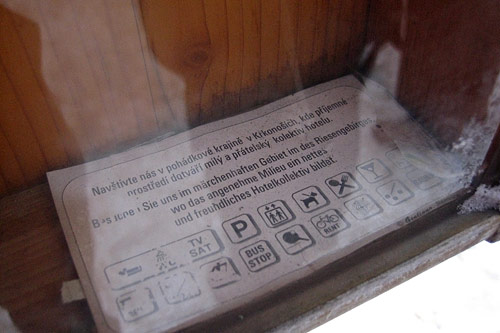 Navštivte nás v pohádkové krajině v Krkonoších, kde příjemné
prostředí dotváří milý a přátelský kolektiv hotelu.
Sie uns im märchenhaften Gebiet im des Riesengebirges
wo das angenehme Milieu ein nettes
und freundliches Hotelkollektiv bildet.
TV
SAT
P
BUS
STOP
RENT